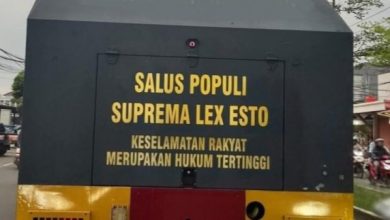 SALUS POPULI
SUPREMA LEX ESTO
KESELAMATAN RAKYAT
MERUPAKAN HUKUM TERTINGGI